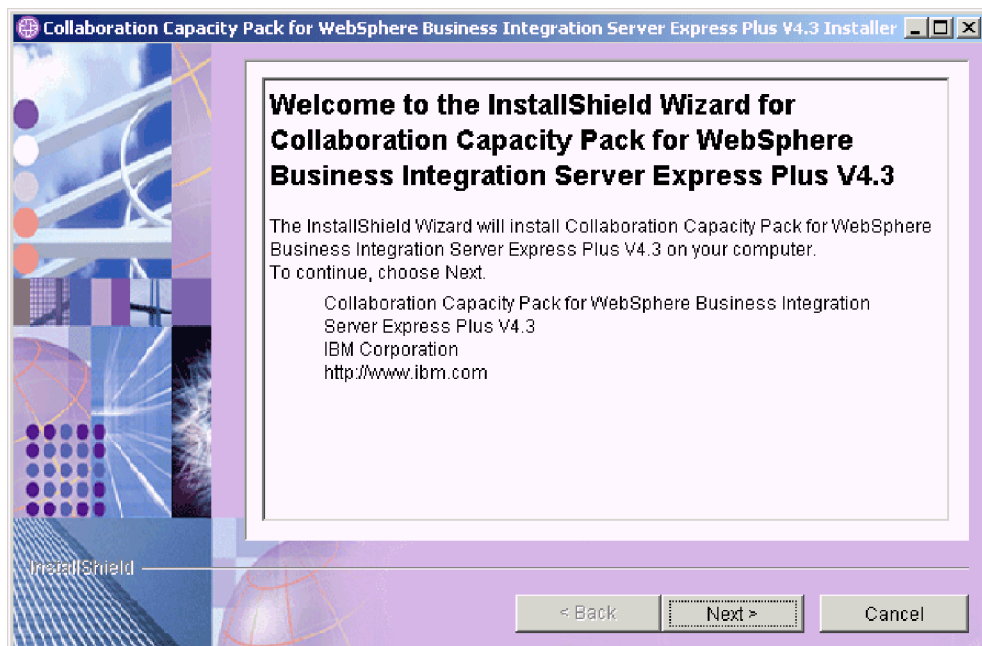 Collaboration Capacity Pack for WebSphere Business Integration Server Express Plus V4.3 Installer
Welcome to the InstallShield Wizard for
Collaboration Capacity Pack for WebSphere
Business Integration Server Express Plus V4.3
The InstallShield Wizard will install Collaboration Capacity Pack for WebSphere
Business Integration Server Express Plus V4.3 on your computer.
To continue, choose Next.
Collaboration Capacity Pack for WebSphere Business Integration
Server Express Plus V4.3
IBM Corporation
http://www.ibm.com
InstallShield
< Back
Next >
Cancel